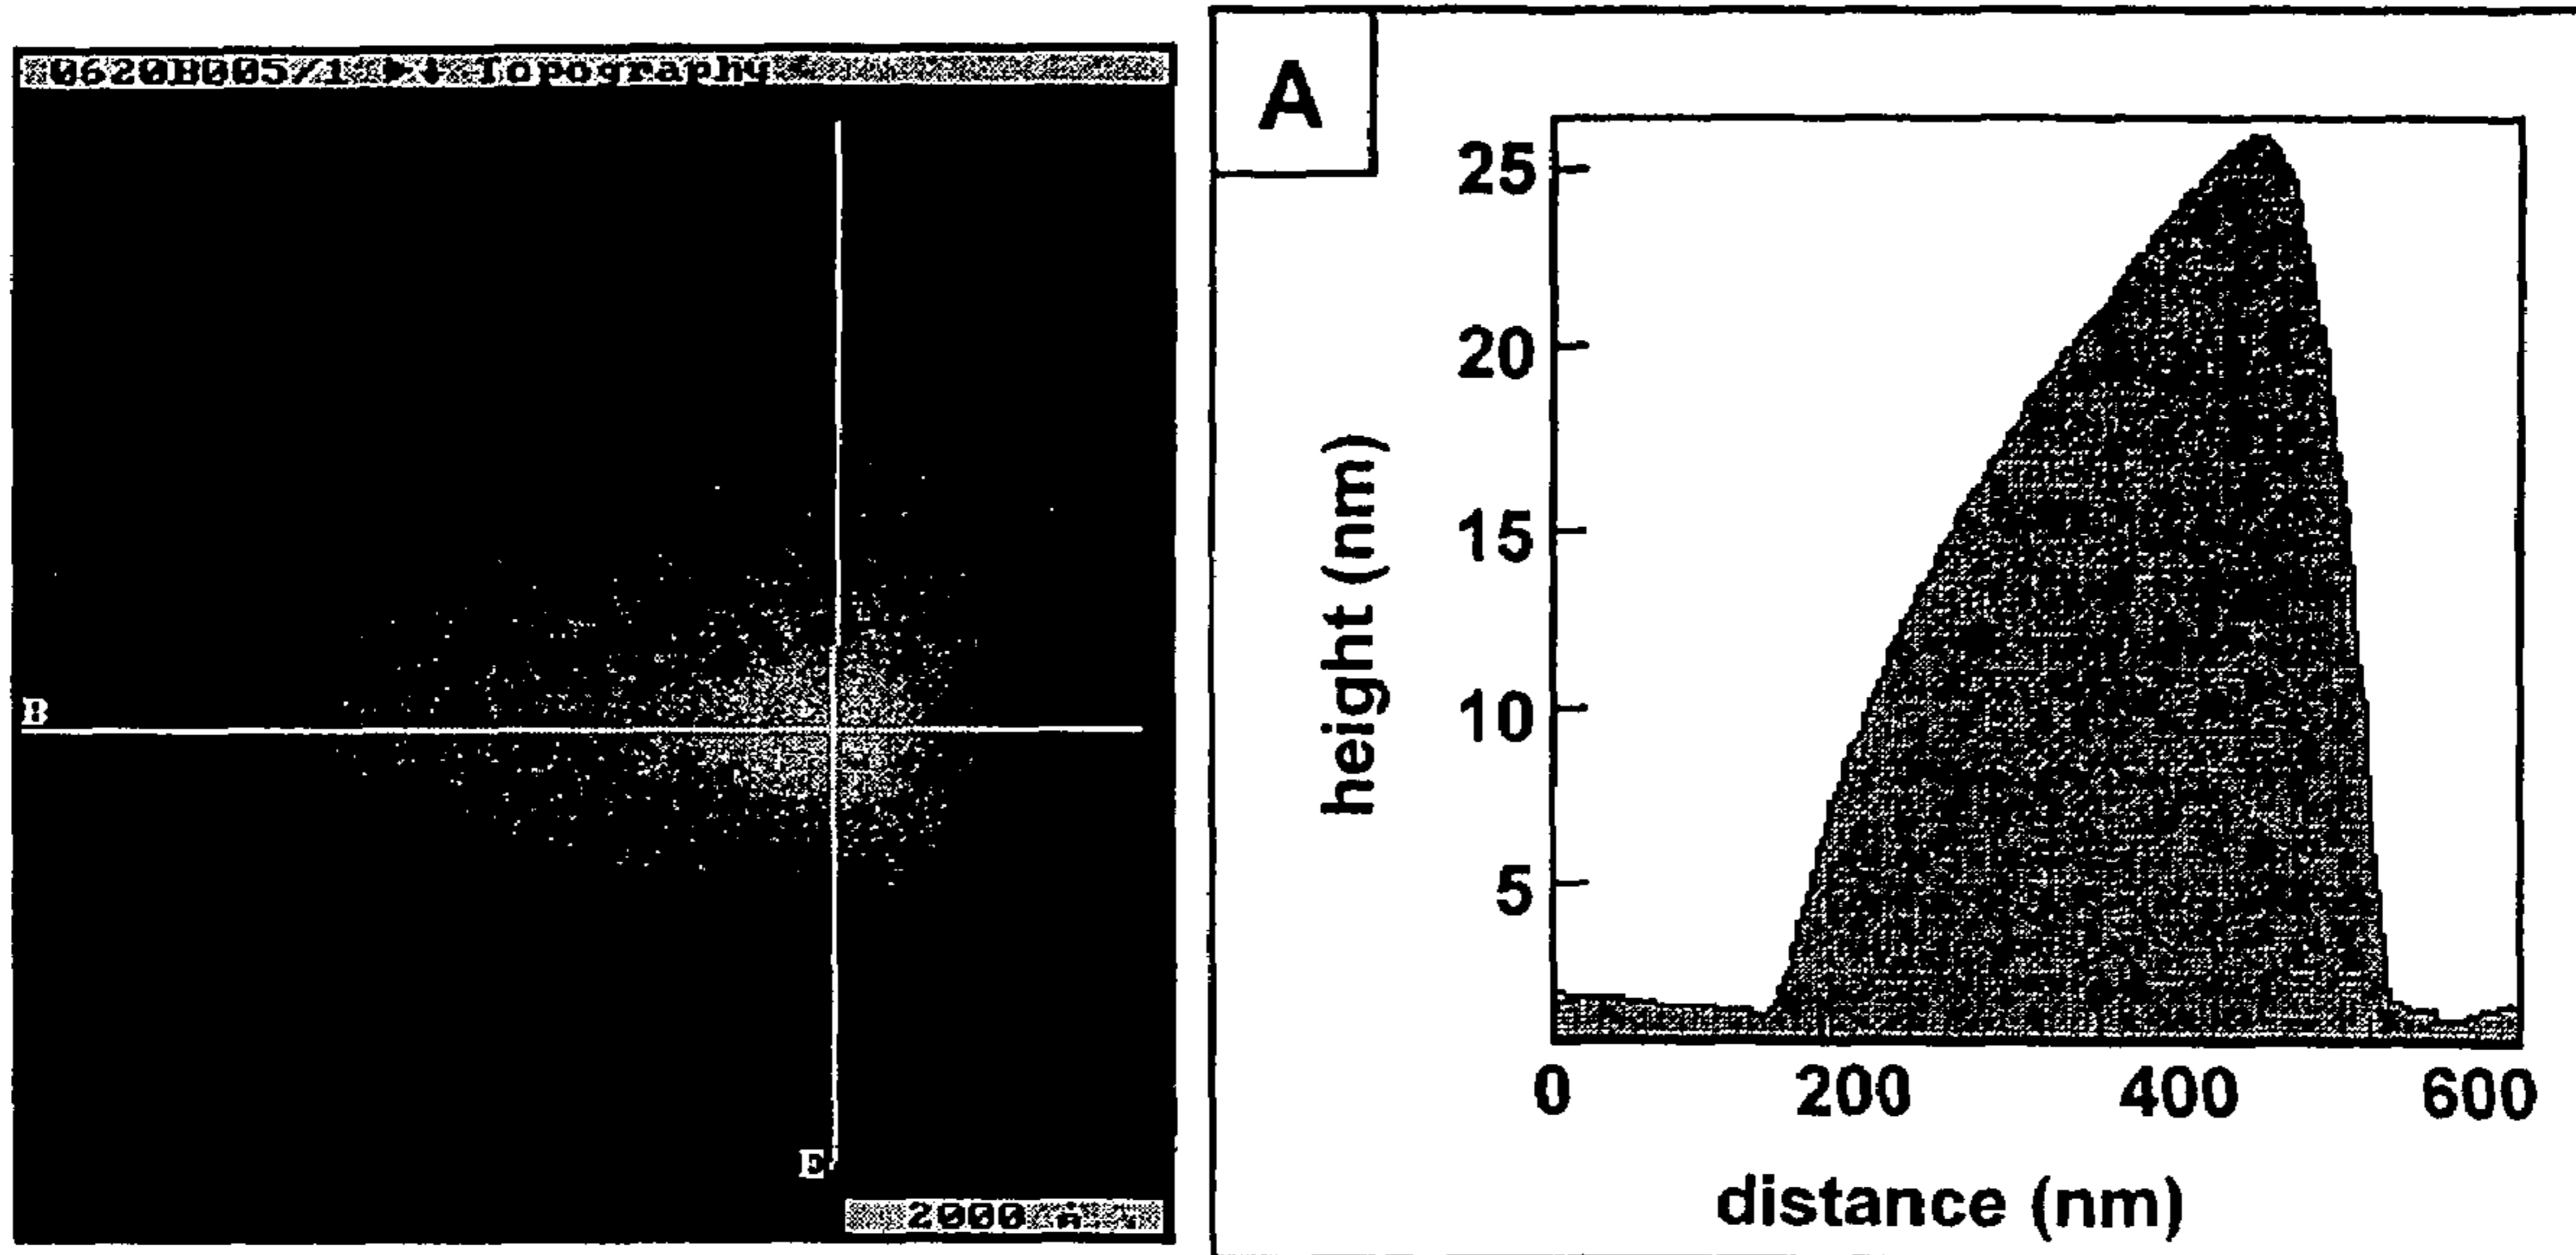 0620B005/1 ►↓ Topography
B
E
2000 Å
A
25
20
15
10
5
height (nm)
0 200 400 600
distance (nm)